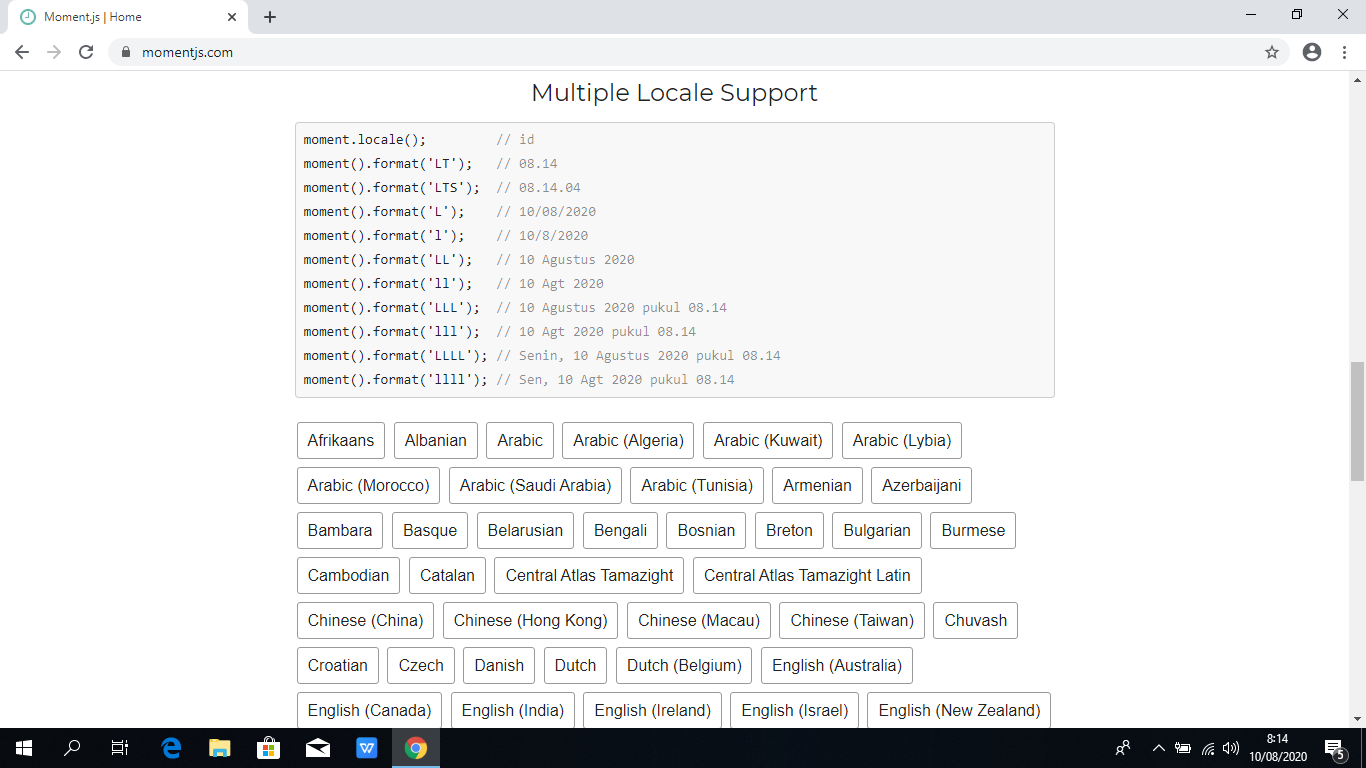 Moment.js | Home
momentjs.com
Multiple Locale Support
moment.locale(); // id
moment().format('LT'); // 08.14
moment().format('LTS'); // 08.14.04
moment().format('L'); // 10/08/2020
moment().format('l'); // 10/8/2020
moment().format('LL'); // 10 Agustus 2020
moment().format('ll'); // 10 Agt 2020
moment().format('LLL'); // 10 Agustus 2020 pukul 08.14
moment().format('lll'); // 10 Agt 2020 pukul 08.14
moment().format('LLLL'); // Senin, 10 Agustus 2020 pukul 08.14
moment().format('llll'); // Sen, 10 Agt 2020 pukul 08.14
Afrikaans Albanian Arabic Arabic (Algeria) Arabic (Kuwait) Arabic (Lybia)
Arabic (Morocco) Arabic (Saudi Arabia) Arabic (Tunisia) Armenian Azerbaijani
Bambara Basque Belarusian Bengali Bosnian Breton Bulgarian Burmese
Cambodian Catalan Central Atlas Tamazight Central Atlas Tamazight Latin
Chinese (China) Chinese (Hong Kong) Chinese (Macau) Chinese (Taiwan) Chuvash
Croatian Czech Danish Dutch Dutch (Belgium) English (Australia)
English (Canada) English (India) English (Ireland) English (Israel) English (New Zealand)
W
8:14
10/08/2020
5